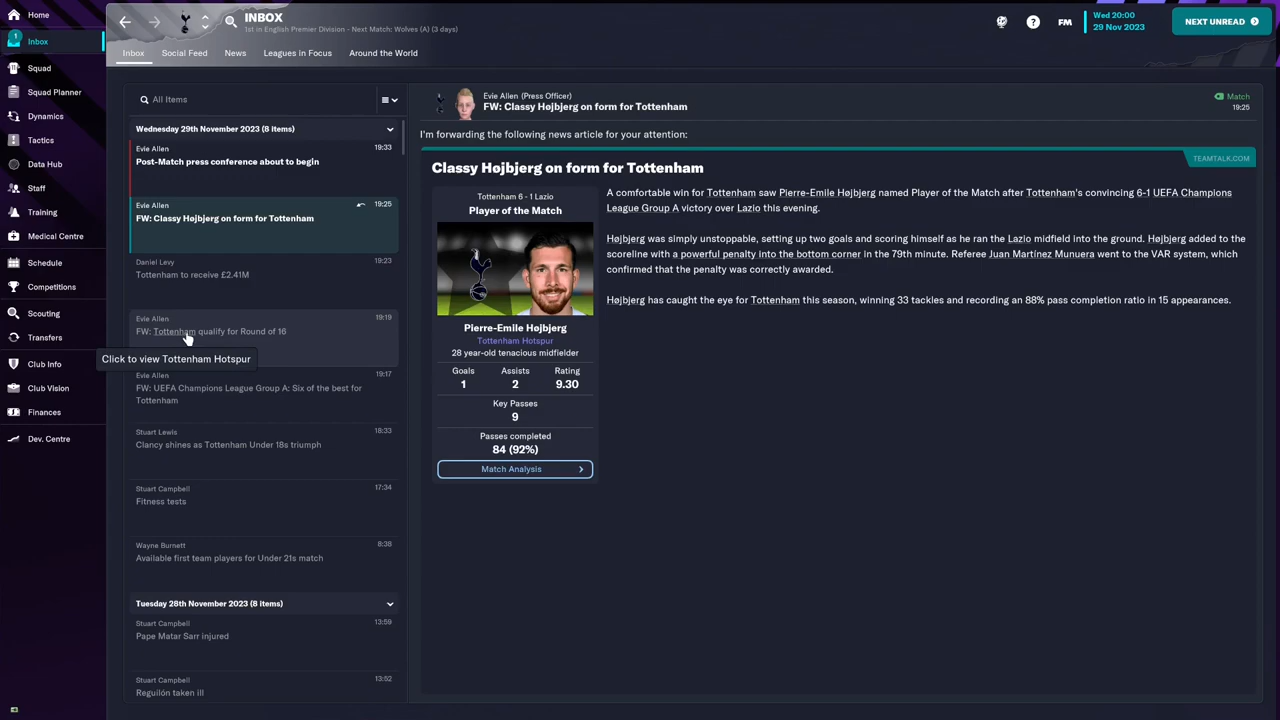 Home
INBOX
1st in English Premier Division - Next Match: Wolves (A) (3 days)
FM
Wed 20:00
29 Nov 2023
NEXT UNREAD
1
Inbox
Inbox
Social Feed
News
Leagues in Focus
Around the World
Squad
Squad Planner
Dynamics
Tactics
Data Hub
Staff
Training
Medical Centre
Schedule
Competitions
Scouting
Transfers
Club Info
Club Vision
Finances
Dev. Centre
All Items
Wednesday 29th November 2023 (8 items)
Evie Allen
19:33
Post-Match press conference about to begin
Evie Allen
19:25
FW: Classy Højbjerg on form for Tottenham
Daniel Levy
19:23
Tottenham to receive £2.41M
Evie Allen
19:19
FW: Tottenham qualify for Round of 16
Click to view Tottenham Hotspur
Evie Allen
19:17
FW: UEFA Champions League Group A: Six of the best for
Tottenham
Stuart Lewis
18:33
Clancy shines as Tottenham Under 18s triumph
Stuart Campbell
17:34
Fitness tests
Wayne Burnett
8:38
Available first team players for Under 21s match
Tuesday 28th November 2023 (8 items)
Stuart Campbell
13:59
Pape Matar Sarr injured
Stuart Campbell
13:52
Reguilón taken ill
Evie Allen (Press Officer)
FW: Classy Højbjerg on form for Tottenham
Match
19:25
I'm forwarding the following news article for your attention:
TEAMTALK.COM
Classy Højbjerg on form for Tottenham
Tottenham 6 - 1 Lazio
Player of the Match
Pierre-Emile Højbjerg
Tottenham Hotspur
28 year-old tenacious midfielder
Goals
Assists
Rating
1
2
9.30
Key Passes
9
Passes completed
84 (92%)
Match Analysis
A comfortable win for Tottenham saw Pierre-Emile Højbjerg named Player of the Match after Tottenham's convincing 6-1 UEFA Champions
League Group A victory over Lazio this evening.
Højbjerg was simply unstoppable, setting up two goals and scoring himself as he ran the Lazio midfield into the ground. Højbjerg added to the
scoreline with a powerful penalty into the bottom corner in the 79th minute. Referee Juan Martínez Munuera went to the VAR system, which
confirmed that the penalty was correctly awarded.
Højbjerg has caught the eye for Tottenham this season, winning 33 tackles and recording an 88% pass completion ratio in 15 appearances.